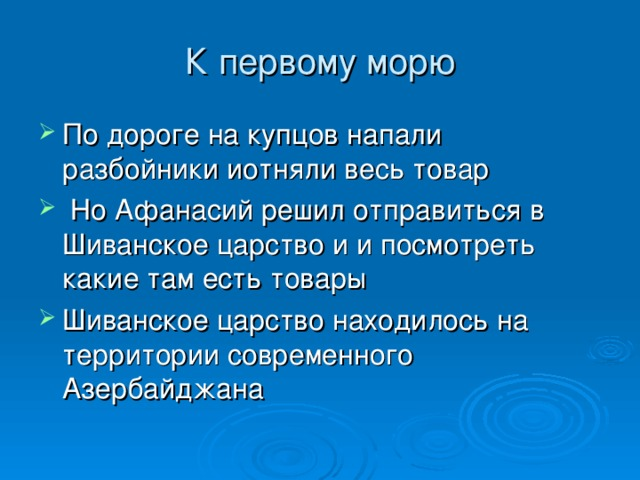 К первому морю
По дороге на купцов напали
разбойники иотняли весь товар
Но Афанасий решил отправиться в
Шиванское царство и и посмотреть
какие там есть товары
Шиванское царство находилось на
территории современного
Азербайджана